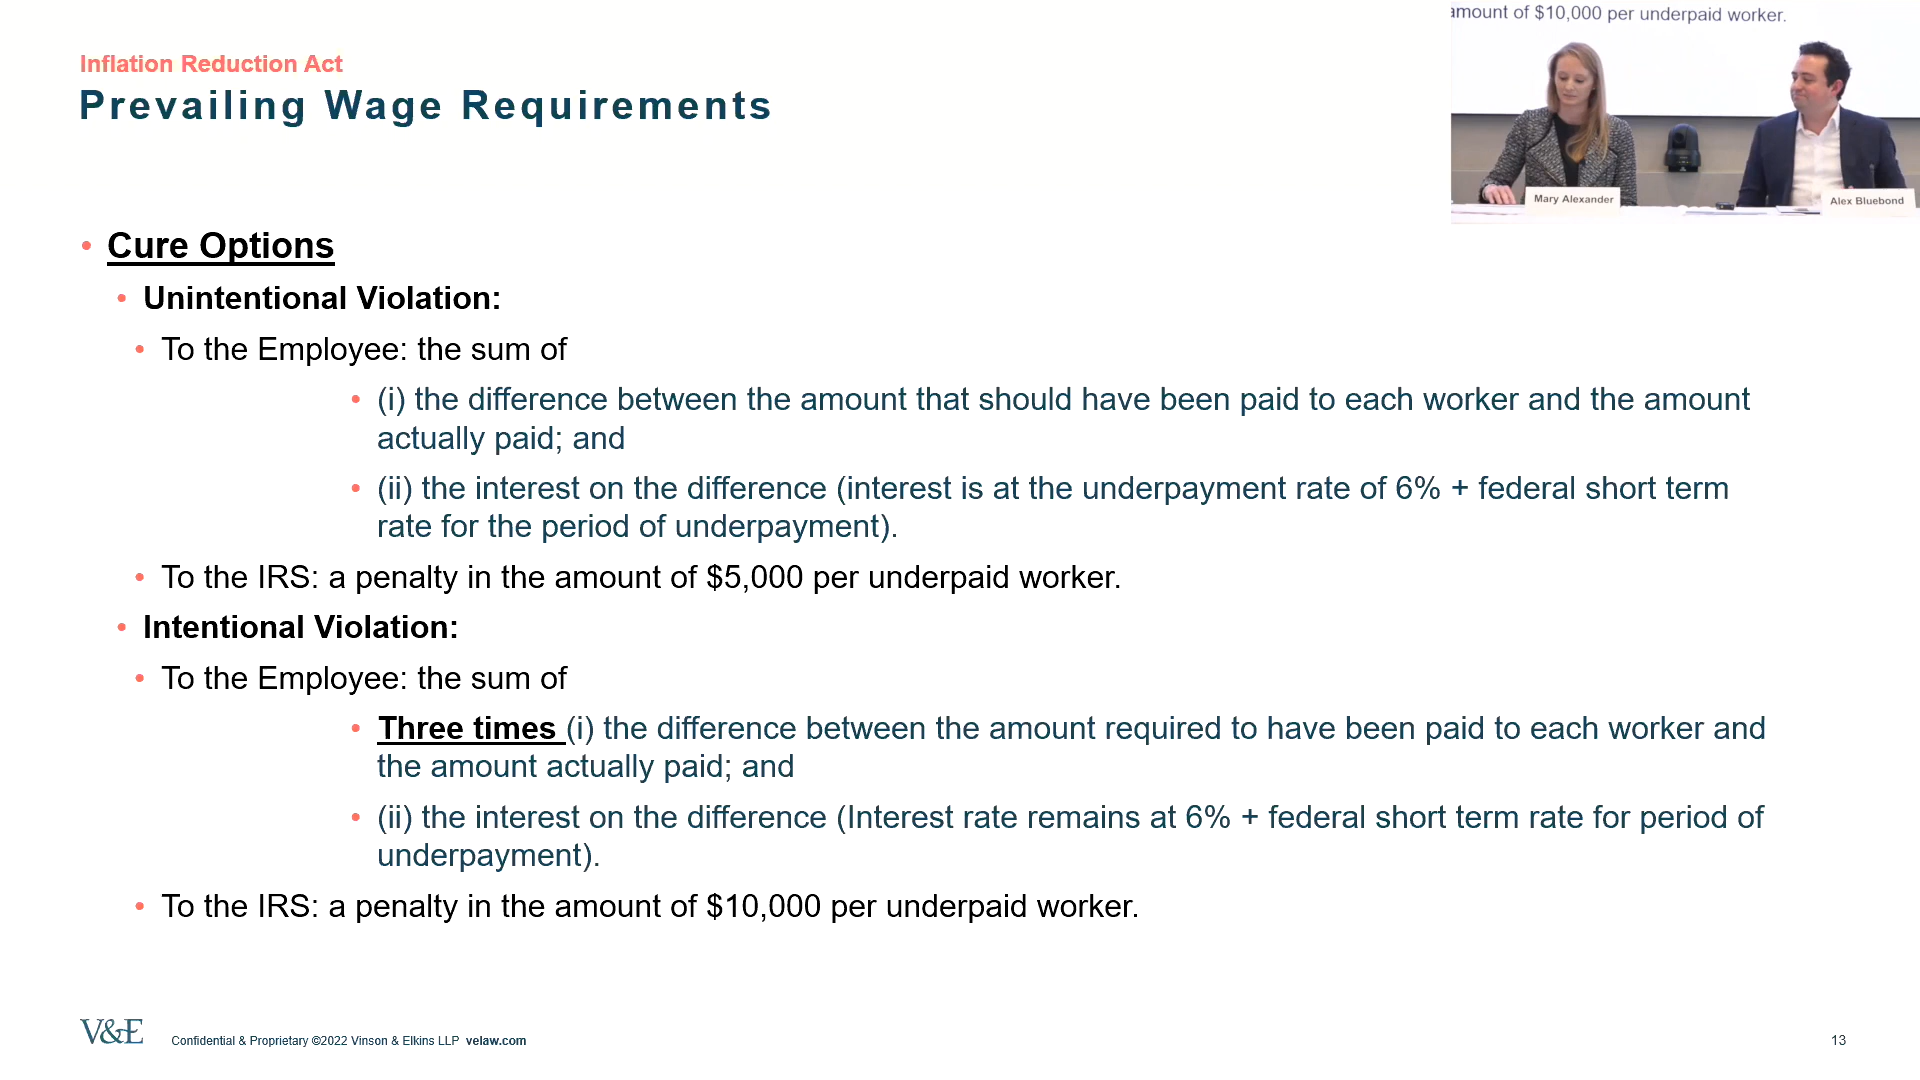 Inflation Reduction Act
Prevailing Wage Requirements
amount of $10,000 per underpaid worker.
Mary Alexander
Alex Bluebond
• Cure Options
• Unintentional Violation:
• To the Employee: the sum of
• (i) the difference between the amount that should have been paid to each worker and the amount
actually paid; and
• (ii) the interest on the difference (interest is at the underpayment rate of 6% + federal short term
rate for the period of underpayment).
• To the IRS: a penalty in the amount of $5,000 per underpaid worker.
• Intentional Violation:
• To the Employee: the sum of
• Three times (i) the difference between the amount required to have been paid to each worker and
the amount actually paid; and
• (ii) the interest on the difference (Interest rate remains at 6% + federal short term rate for period of
underpayment).
• To the IRS: a penalty in the amount of $10,000 per underpaid worker.
V&E Confidential & Proprietary ©2022 Vinson & Elkins LLP velaw.com
13